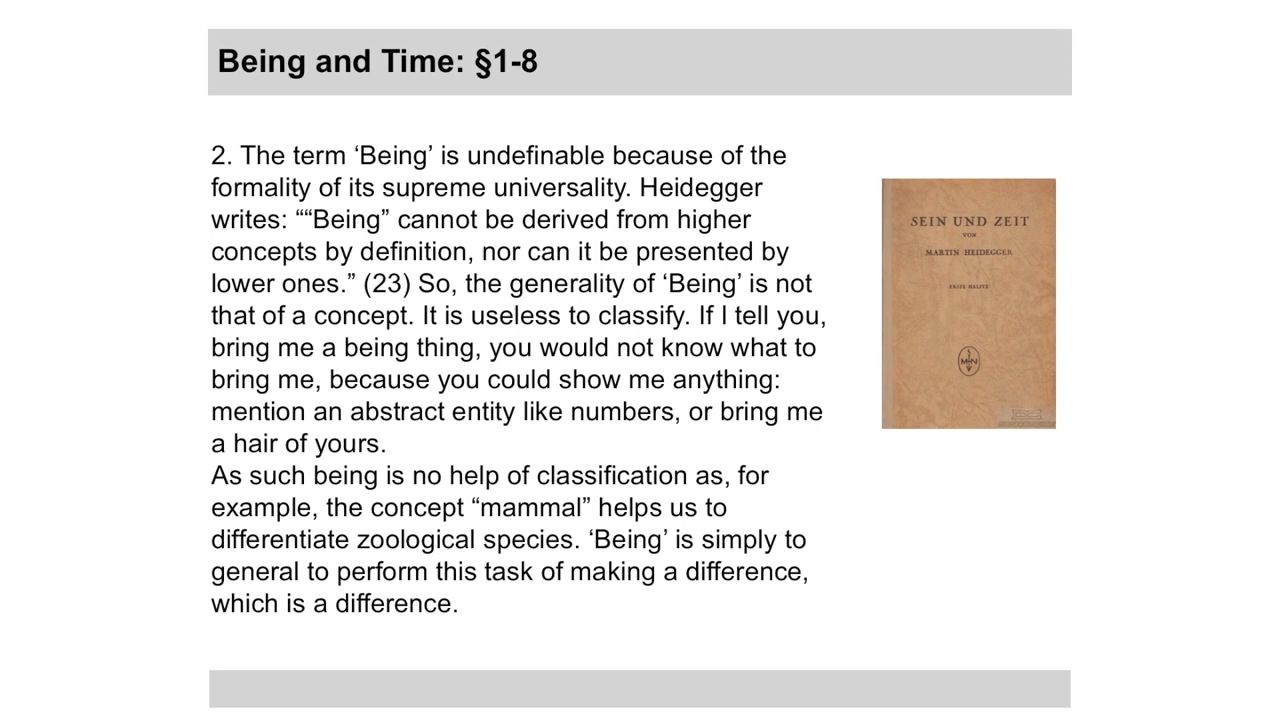 Being and Time: §1-8
2. The term ‘Being’ is undefinable because of the
formality of its supreme universality. Heidegger
writes: ““Being” cannot be derived from higher
concepts by definition, nor can it be presented by
lower ones.” (23) So, the generality of ‘Being’ is not
that of a concept. It is useless to classify. If I tell you,
bring me a being thing, you would not know what to
bring me, because you could show me anything:
mention an abstract entity like numbers, or bring me
a hair of yours.
As such being is no help of classification as, for
example, the concept “mammal” helps us to
differentiate zoological species. ‘Being’ is simply to
general to perform this task of making a difference,
which is a difference.
SEIN UND ZEIT
VON
MARTIN HEIDEGGER
ERSTE HÄLFTE